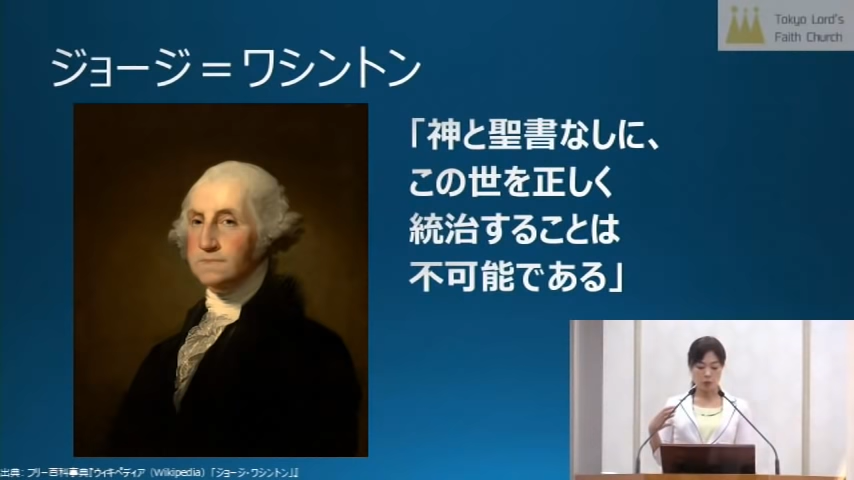 Tokyo Lord's
Faith Church
ジョージ＝ワシントン
「神と聖書なしに、
この世を正しく
統治することは
不可能である」
出典: フリー百科事典『ウィキペディア（Wikipedia）「ジョージ・ワシントン」』